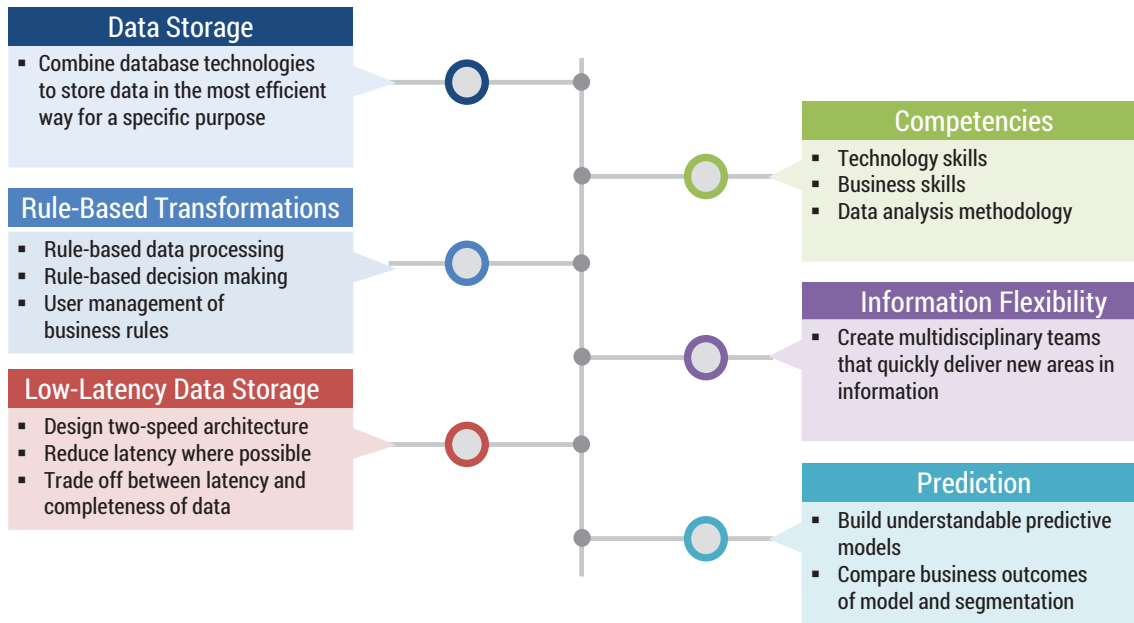 Data Storage
▪ Combine database technologies
to store data in the most efficient
way for a specific purpose
Competencies
▪ Technology skills
▪ Business skills
▪ Data analysis methodology
Rule-Based Transformations
▪ Rule-based data processing
▪ Rule-based decision making
▪ User management of
business rules
Information Flexibility
▪ Create multidisciplinary teams
that quickly deliver new areas in
information
Low-Latency Data Storage
▪ Design two-speed architecture
▪ Reduce latency where possible
▪ Trade off between latency and
completeness of data
Prediction
▪ Build understandable predictive
models
▪ Compare business outcomes
of model and segmentation